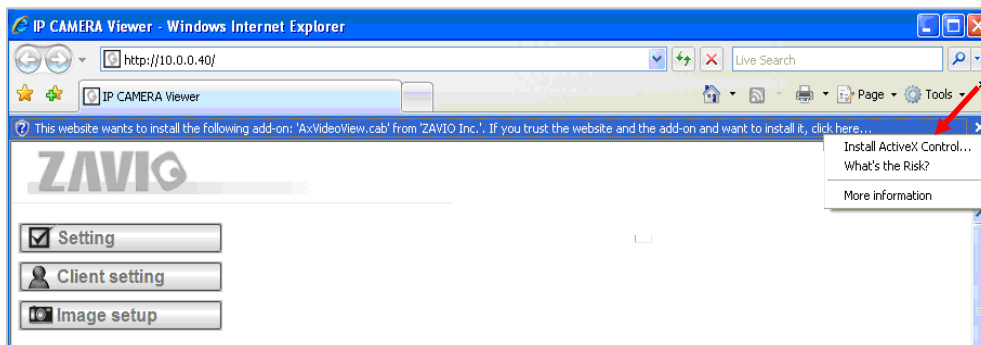 IP CAMERA Viewer - Windows Internet Explorer
http://10.0.0.40/
Live Search
IP CAMERA Viewer
Page
Tools
This website wants to install the following add-on: 'AxVideoView.cab' from 'ZAVIO Inc.'. If you trust the website and the add-on and want to install it, click here...
Install ActiveX Control...
What's the Risk?
More information
ZAVIO
Setting
Client setting
Image setup